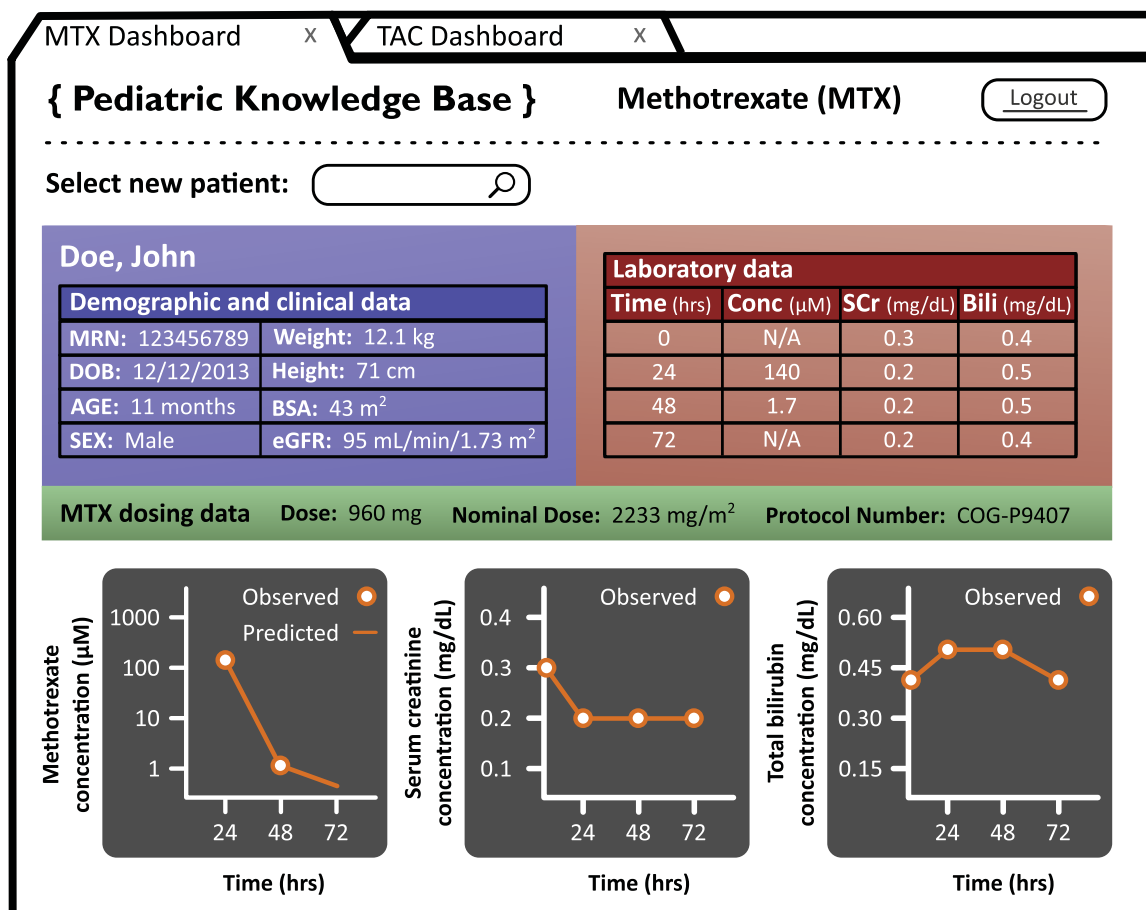 MTX Dashboard x TAC Dashboard x
{ Pediatric Knowledge Base } Methotrexate (MTX) Logout
Select new patient:
Doe, John
Demographic and clinical data
MRN: 123456789 Weight: 12.1 kg
DOB: 12/12/2013 Height: 71 cm
AGE: 11 months BSA: 43 m²
SEX: Male eGFR: 95 mL/min/1.73 m²
Laboratory data
Time (hrs) Conc (μM) SCr (mg/dL) Bili (mg/dL)
0 N/A 0.3 0.4
24 140 0.2 0.5
48 1.7 0.2 0.5
72 N/A 0.2 0.4
MTX dosing data Dose: 960 mg Nominal Dose: 2233 mg/m² Protocol Number: COG-P9407
Methotrexate
concentration (μM)
Observed
Predicted
1000
100
10
1
24 48 72
Time (hrs)
Serum creatinine
concentration (mg/dL)
Observed
0.4
0.3
0.2
0.1
24 48 72
Time (hrs)
Total bilirubin
concentration (mg/dL)
Observed
0.60
0.45
0.30
0.15
24 48 72
Time (hrs)